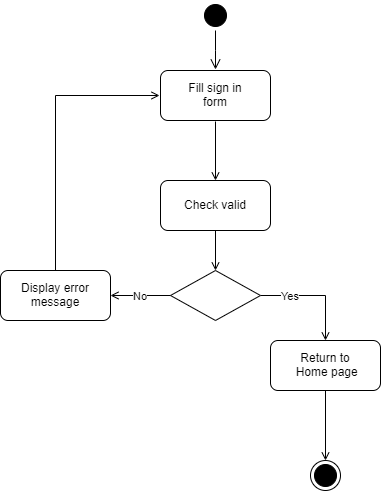 Fill sign in
form
Check valid
Display error
message
No
Yes
Return to
Home page